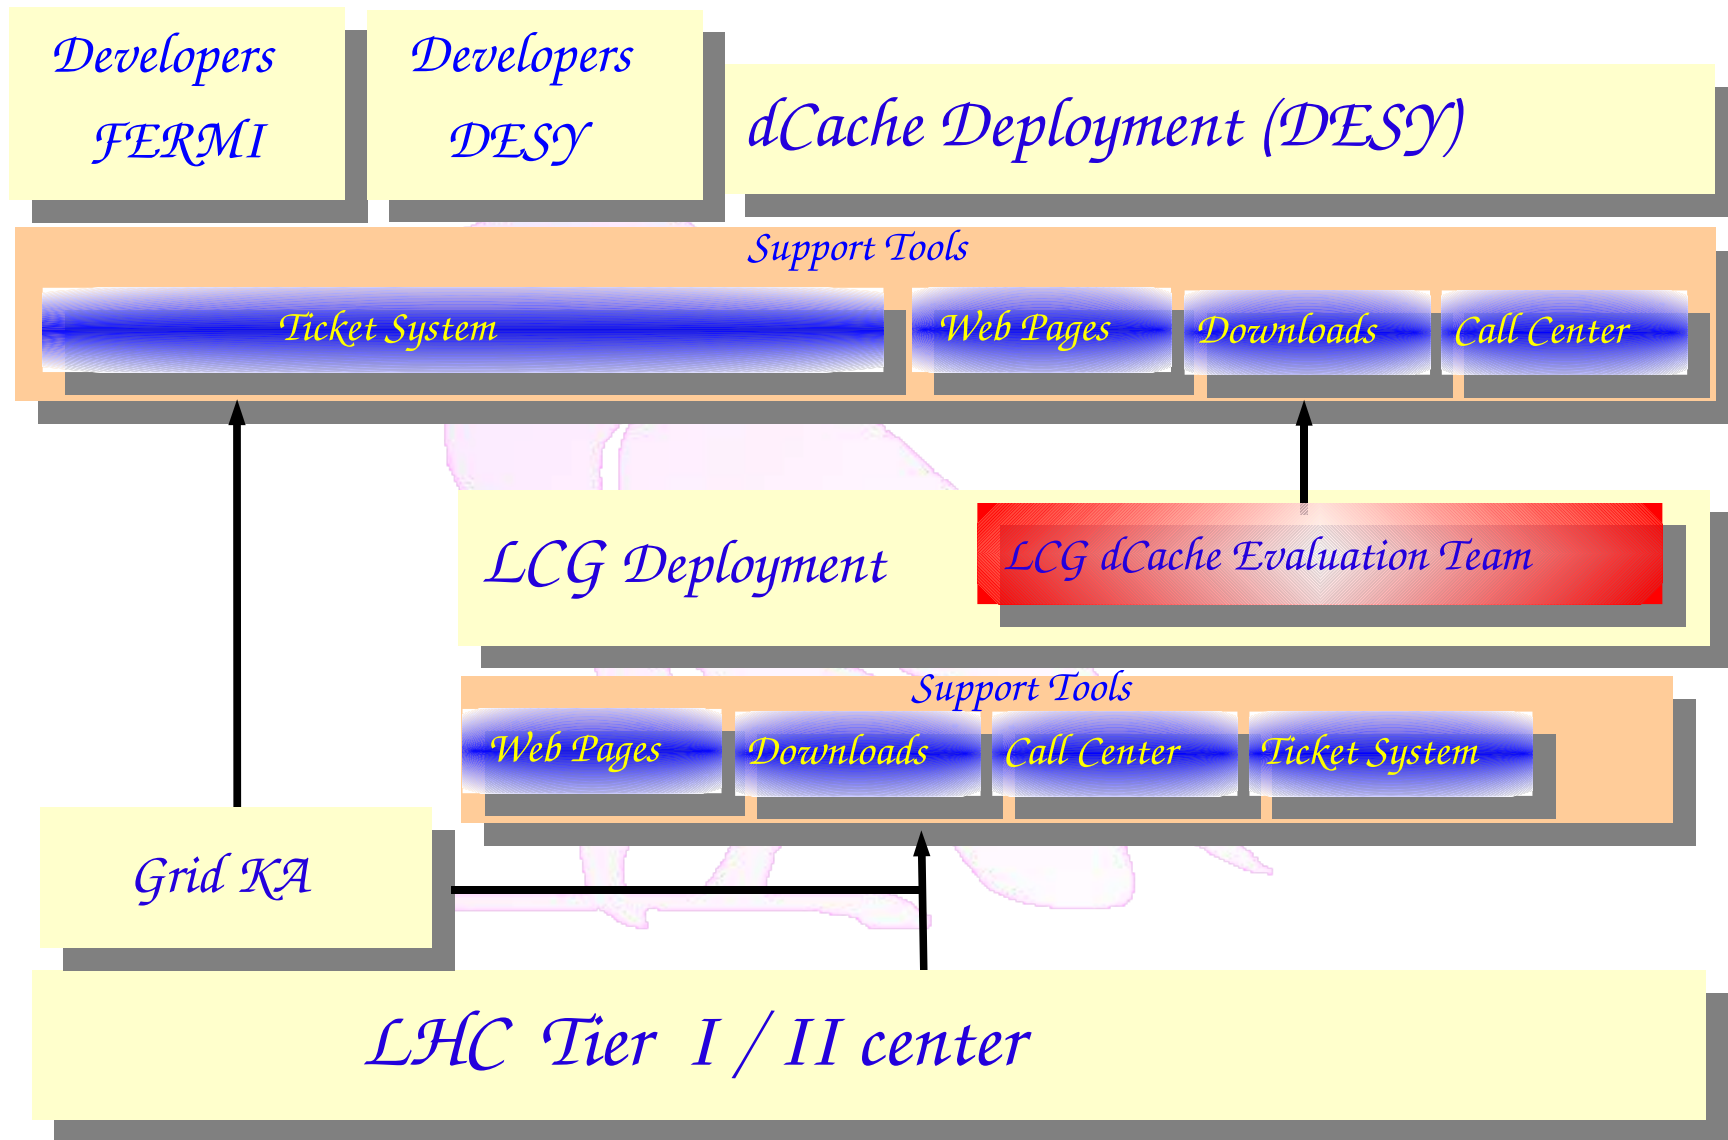 Developers
FERMI
Developers
DESY
dCache Deployment (DESY)
Support Tools
Ticket System
Web Pages
Downloads
Call Center
LCG Deployment
LCG dCache Evaluation Team
Support Tools
Web Pages
Downloads
Call Center
Ticket System
Grid KA
LHC Tier I / II center